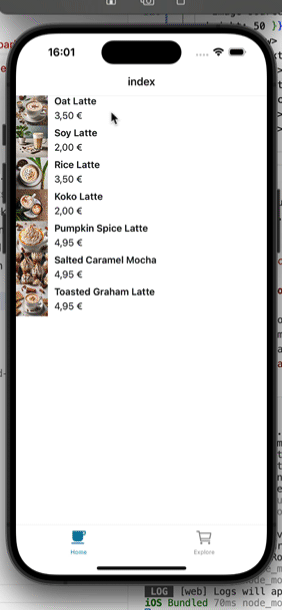 16:01
index
Oat Latte
3,50 €
Soy Latte
2,00 €
Rice Latte
3,50 €
Koko Latte
2,00 €
Pumpkin Spice Latte
4,95 €
Salted Caramel Mocha
4,95 €
Toasted Graham Latte
4,95 €
Home
Explore
LOG [web] Logs will ap
iOS Bundled 70ms node_mo